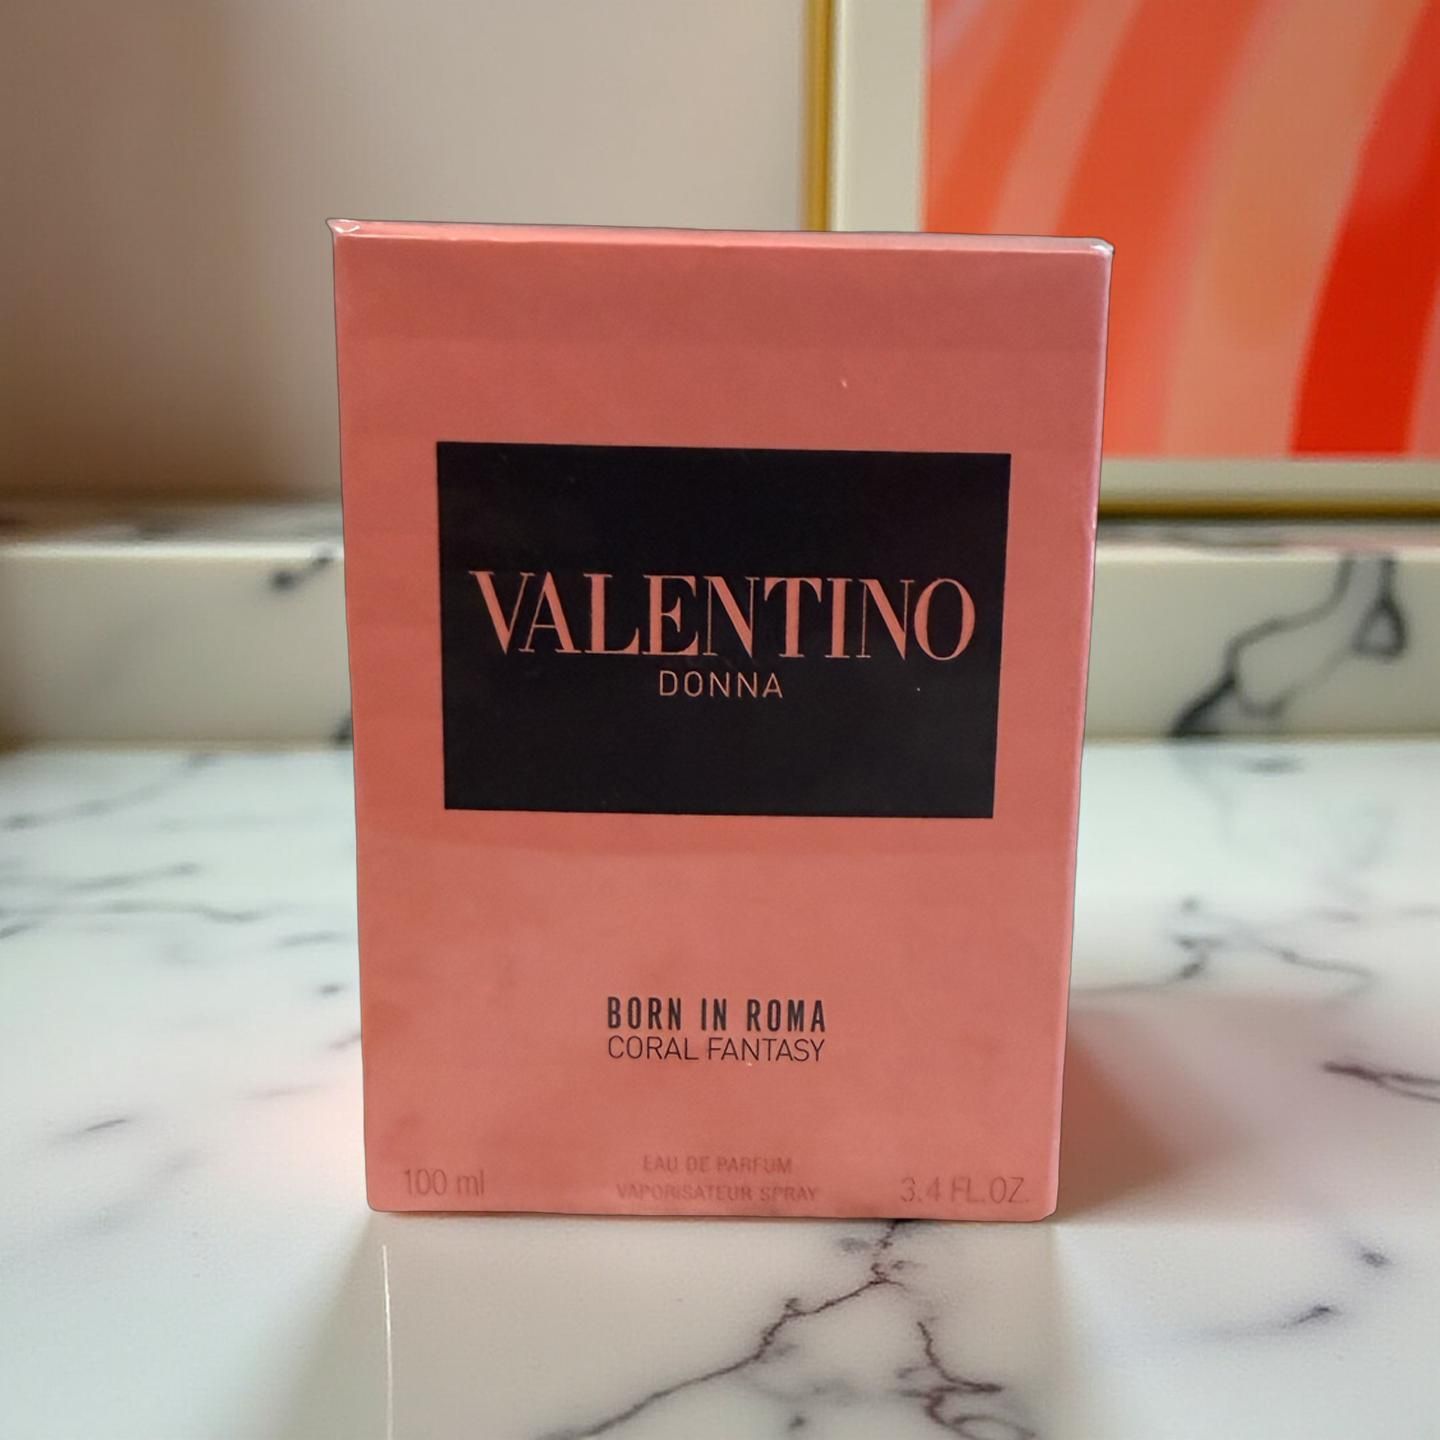 VALENTINO
DONNA
BORN IN ROMA
CORAL FANTASY
EAU DE PARFUM
100 ml
VAPORISATEUR SPRAY
3.4 FL.OZ.